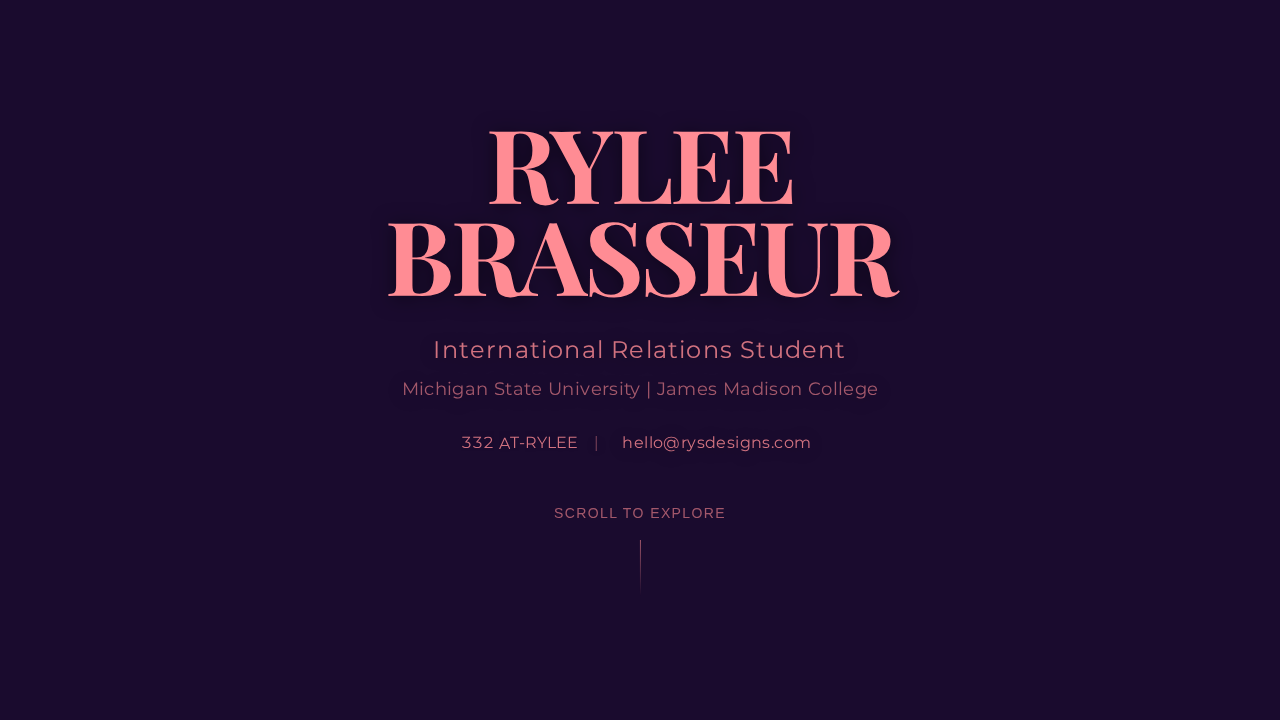 RYLEE
BRASSEUR
International Relations Student
Michigan State University | James Madison College
332 AT-RYLEE | hello@rysdesigns.com
SCROLL TO EXPLORE